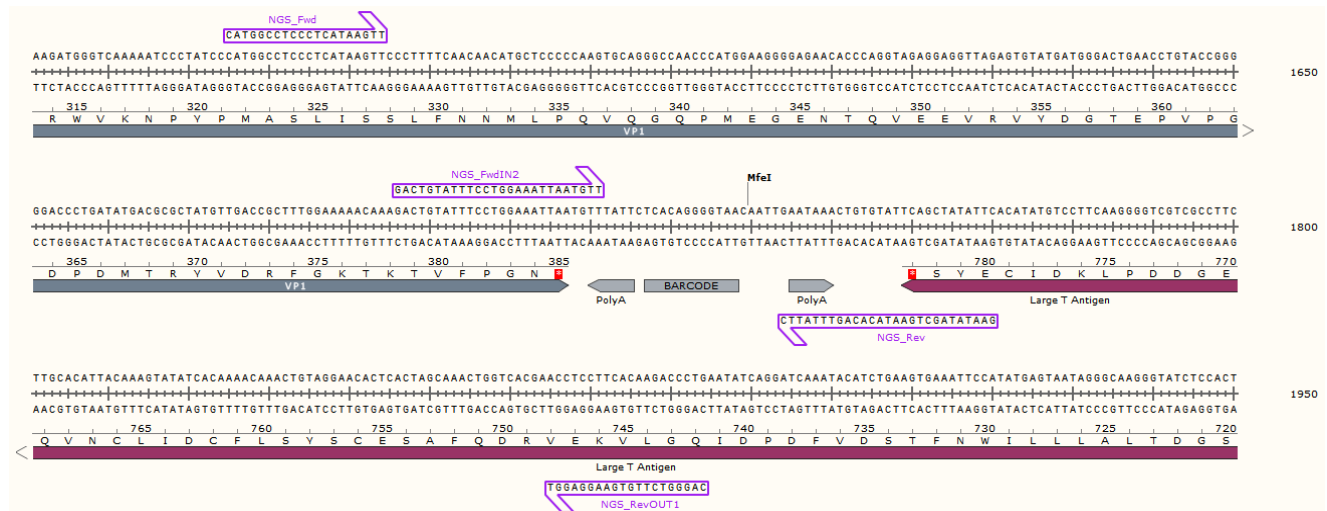 NGS_Fwd
CATGGCCTCCCTCATAAGTT
AAGATGGGTCAAAAATCCCTATCCCATGGCCTCCCTCATAAGTTCCCTTTTCAACAACATGCTCCCCCAAGTGCAGGGCCAACCCATGGAAGGGGAGAACACCCAGGTAGAGGAGGTTAGAGTGTATGATGGGACTGAACCTGTACCGGG
1650
TTCTACCCAGTTTTTAGGGATAGGGTACCGGAGGGAGTATTCAAGGGAAAAGTTGTTGTACGAGGGGGTTCACGTCCCGGTTGGGTACCTTCCCCTCTTGTGGGTCCATCTCCTCCAATCTCACATACTACCCTGACTTGGACATGGCCC
315 320 325 330 335 340 345 350 355 360
R W V K N P Y P M A S L I S S L F N N M L P Q V Q G Q P M E G E N T Q V E E V R V Y D G T E P V P G
VP1
NGS_FwdIN2
GACTGTATTTCCTGGAAATTAATGTT
MfeI
GGACCCTGATATGACGCGCTATGTTGACCGCTTTGGAAAAACAAAGACTGTATTTCCTGGAAATTAATGTTTATTCTCACAGGGGTAACAATTGAATAAACTGTGTATTCAGCTATATTCACATATGTCCTTCAAGGGGTCGTCGCCTTC
1800
CCTGGGACTATACTGCGCGATACAACTGGCGAAACCTTTTTGTTTCTGACATAAAGGACCTTTAATTACAAATAAGAGTGTCCCCATTGTTAACTTATTTGACACATAAGTCGATATAAGTGTATACAGGAAGTTCCCCAGCAGCGGAAG
365 370 375 380 385 780 775 770
D P D M T R Y V D R F G K T K T V F P G N * * S Y E C I D K L P D D G E
VP1 PolyA BARCODE PolyA Large T Antigen
CTTATTTGACACATAAGTCGATATAAG
NGS_Rev
TTGCACATTACAAAGTATATCACAAAACAAACTGTAGGAACACTCACTAGCAAACTGGTCACGAACCTCCTTCACAAGACCCTGAATATCAGGATCAAATACATCTGAAGTGAAATTCCATATGAGTAATAGGGCAAGGGTATCTCCACT
1950
AACGTGTAATGTTTCATATAGTGTTTTGTTTGACATCCTTGTGAGTGATCGTTTGACCAGTGCTTGGAGGAAGTGTTCTGGGACTTATAGTCCTAGTTTATGTAGACTTCACTTTAAGGTATACTCATTATCCCGTTCCCATAGAGGTGA
765 760 755 750 745 740 735 730 725 720
Q V N C L I D C F L S Y S C E S A F Q D R V E K V L G Q I D P D F V D S T F N W I L L L A L T D G S
Large T Antigen
TGGAGGAAGTGTTCTGGGAC
NGS_RevOUT1